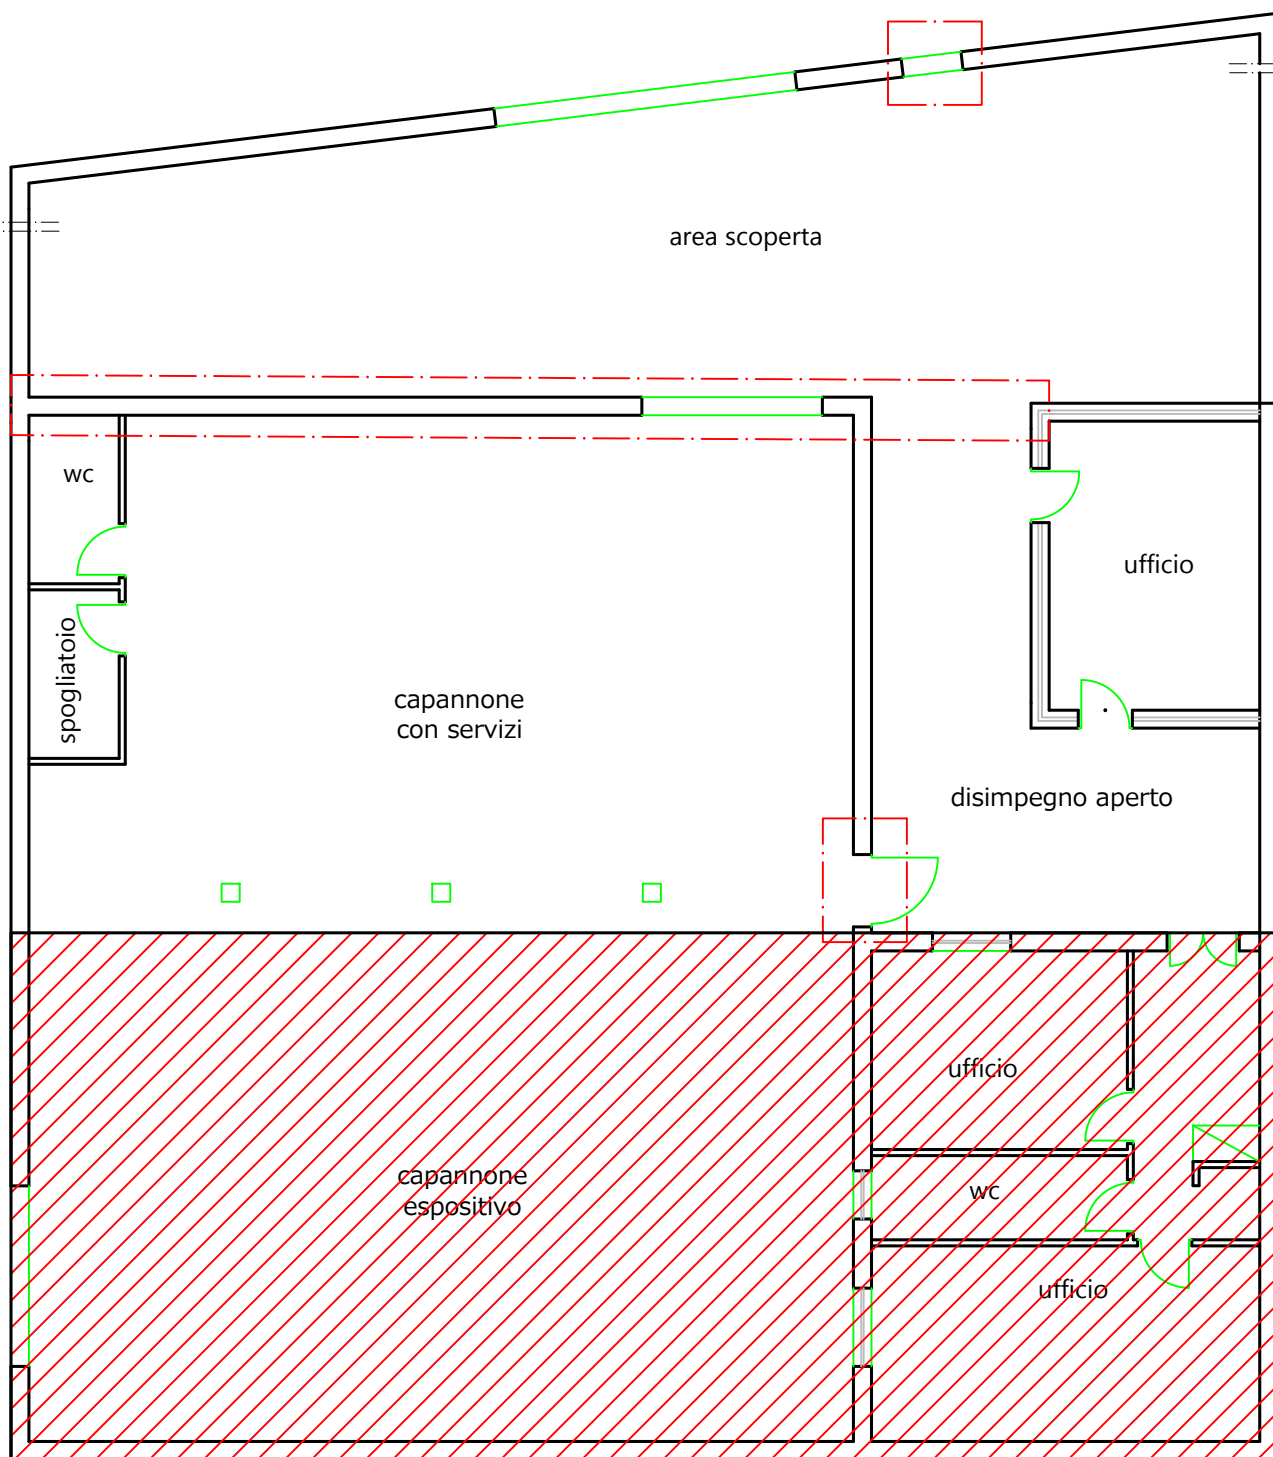 area scoperta
wc
ufficio
spogliatoio
capannone
con servizi
disimpegno aperto
ufficio
capannone
espositivo
wc
ufficio